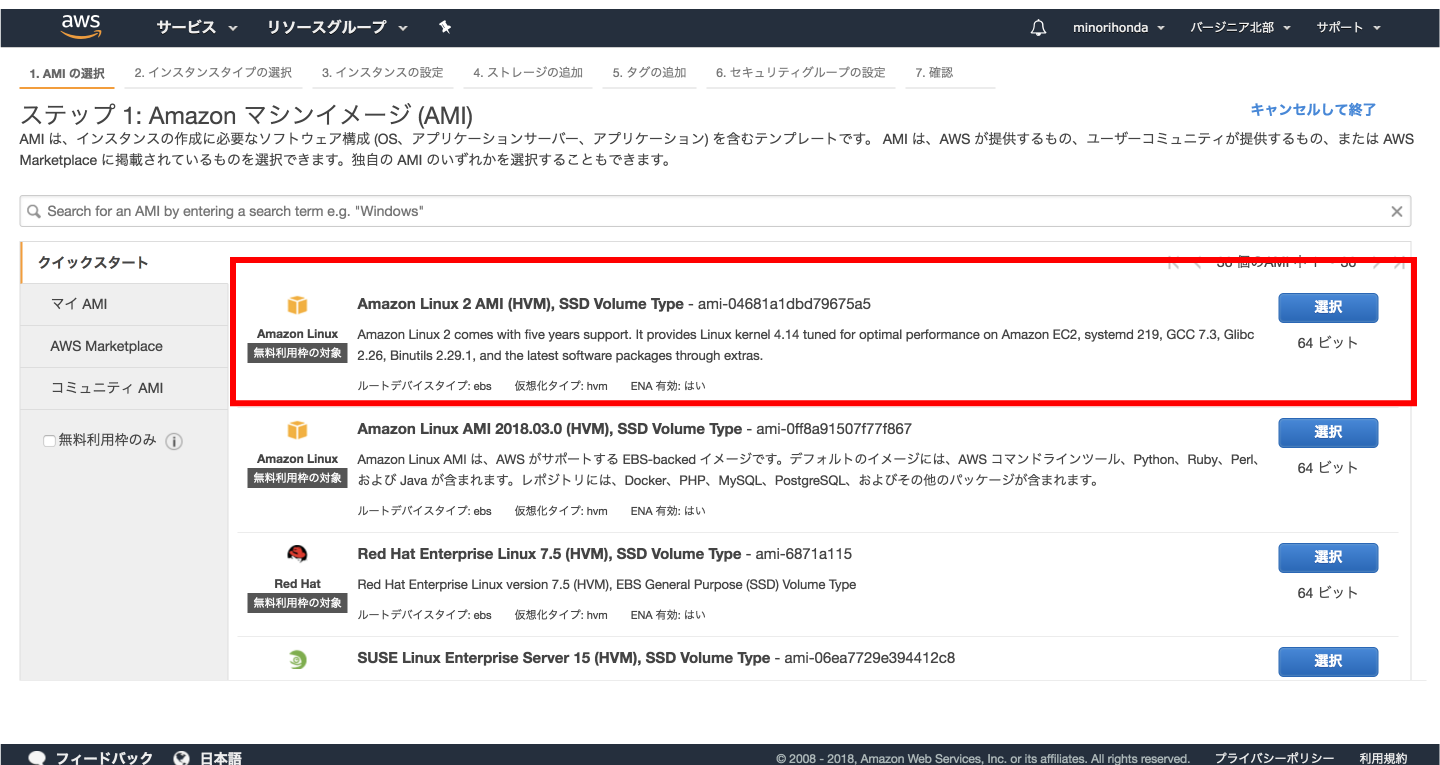 aws サービス リソースグループ minorihonda バージニア北部 サポート
1. AMI の選択 2. インスタンスタイプの選択 3. インスタンスの設定 4. ストレージの追加 5. タグの追加 6. セキュリティグループの設定 7. 確認
ステップ 1: Amazon マシンイメージ (AMI) キャンセルして終了
AMI は、インスタンスの作成に必要なソフトウェア構成 (OS、アプリケーションサーバー、アプリケーション) を含むテンプレートです。 AMI は、AWS が提供するもの、ユーザーコミュニティが提供するもの、または AWS
Marketplace に掲載されているものを選択できます。独自の AMI のいずれかを選択することもできます。
Search for an AMI by entering a search term e.g. "Windows"
クイックスタート
マイ AMI
AWS Marketplace
コミュニティ AMI
無料利用枠のみ
Amazon Linux
無料利用枠の対象
Amazon Linux 2 AMI (HVM), SSD Volume Type - ami-04681a1dbd79675a5
Amazon Linux 2 comes with five years support. It provides Linux kernel 4.14 tuned for optimal performance on Amazon EC2, systemd 219, GCC 7.3, Glibc
2.26, Binutils 2.29.1, and the latest software packages through extras.
ルートデバイスタイプ: ebs 仮想化タイプ: hvm ENA 有効: はい
選択
64 ビット
Amazon Linux
無料利用枠の対象
Amazon Linux AMI 2018.03.0 (HVM), SSD Volume Type - ami-0ff8a91507f77f867
Amazon Linux AMI は、AWS がサポートする EBS-backed イメージです。デフォルトのイメージには、AWS コマンドラインツール、Python、Ruby、Perl、
および Java が含まれます。レポジトリには、Docker、PHP、MySQL、PostgreSQL、およびその他のパッケージが含まれます。
ルートデバイスタイプ: ebs 仮想化タイプ: hvm ENA 有効: はい
選択
64 ビット
Red Hat
無料利用枠の対象
Red Hat Enterprise Linux 7.5 (HVM), SSD Volume Type - ami-6871a115
Red Hat Enterprise Linux version 7.5 (HVM), EBS General Purpose (SSD) Volume Type
ルートデバイスタイプ: ebs 仮想化タイプ: hvm ENA 有効: はい
選択
64 ビット
SUSE Linux Enterprise Server 15 (HVM), SSD Volume Type - ami-06ea7729e394412c8
選択
フィードバック 日本語 © 2008 - 2018, Amazon Web Services, Inc. or its affiliates. All rights reserved. プライバシーポリシー 利用規約